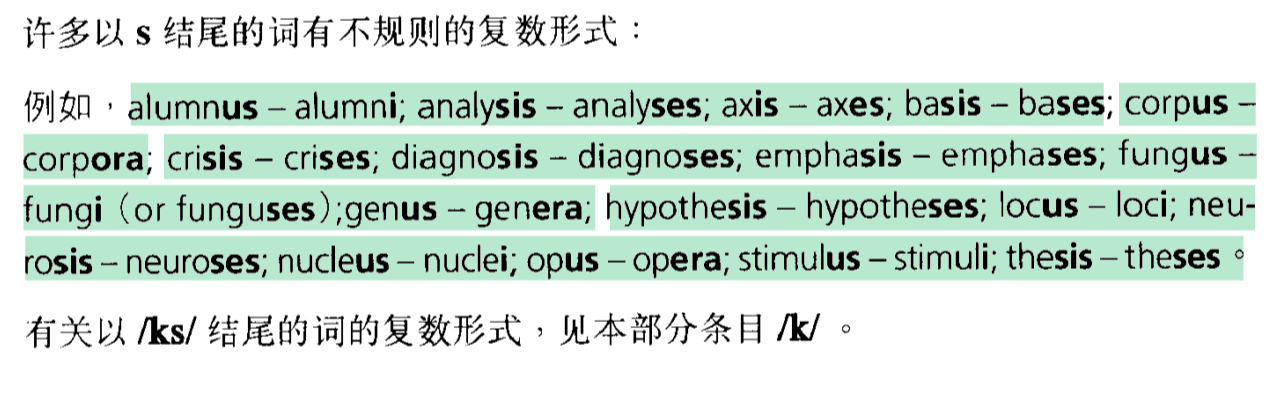 许多以 s 结尾的词有不规则的复数形式：
例如，alumnus – alumni; analysis – analyses; axis – axes; basis – bases; corpus –
corpora; crisis – crises; diagnosis – diagnoses; emphasis – emphases; fungus –
fungi（or funguses）;genus – genera; hypothesis – hypotheses; locus – loci; neu-
rosis – neuroses; nucleus – nuclei; opus – opera; stimulus – stimuli; thesis – theses。
有关以 /ks/ 结尾的词的复数形式，见本部分条目 /k/ 。